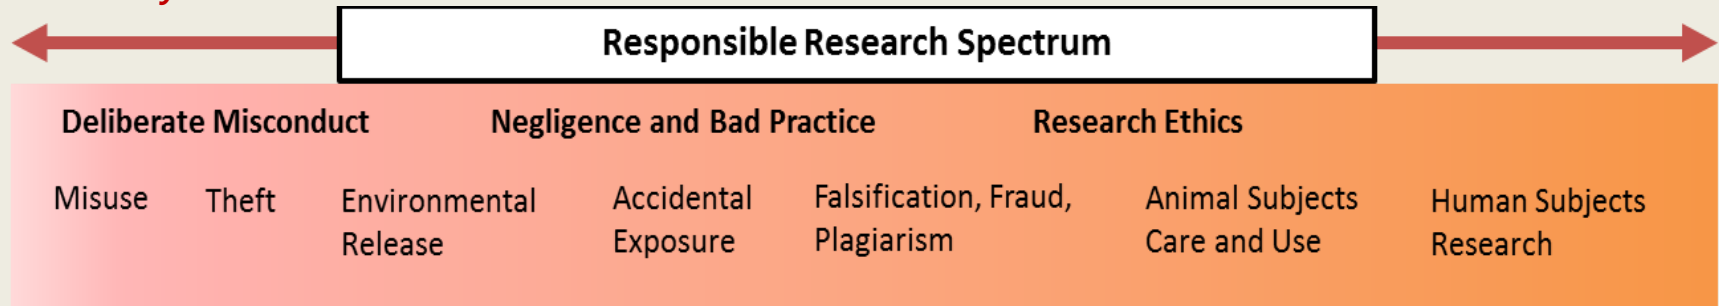 Responsible Research Spectrum
Deliberate Misconduct Negligence and Bad Practice Research Ethics
Misuse Theft Environmental Release Accidental Exposure Falsification, Fraud, Plagiarism Animal Subjects Care and Use Human Subjects Research